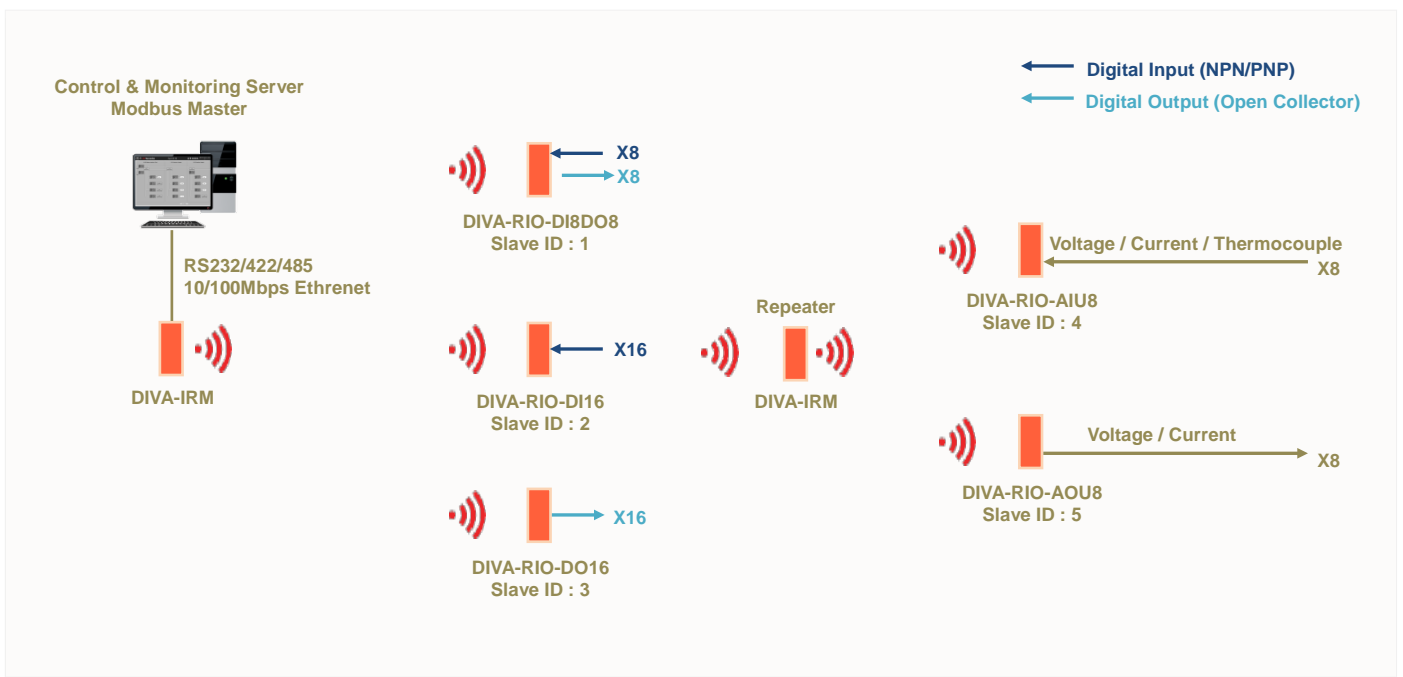 Control & Monitoring Server
Modbus Master
RS232/422/485
10/100Mbps Ethrenet
DIVA-IRM
X8
X8
DIVA-RIO-DI8DO8
Slave ID : 1
X16
DIVA-RIO-DI16
Slave ID : 2
X16
DIVA-RIO-DO16
Slave ID : 3
Repeater
DIVA-IRM
Digital Input (NPN/PNP)
Digital Output (Open Collector)
Voltage / Current / Thermocouple
X8
DIVA-RIO-AIU8
Slave ID : 4
Voltage / Current
X8
DIVA-RIO-AOU8
Slave ID : 5